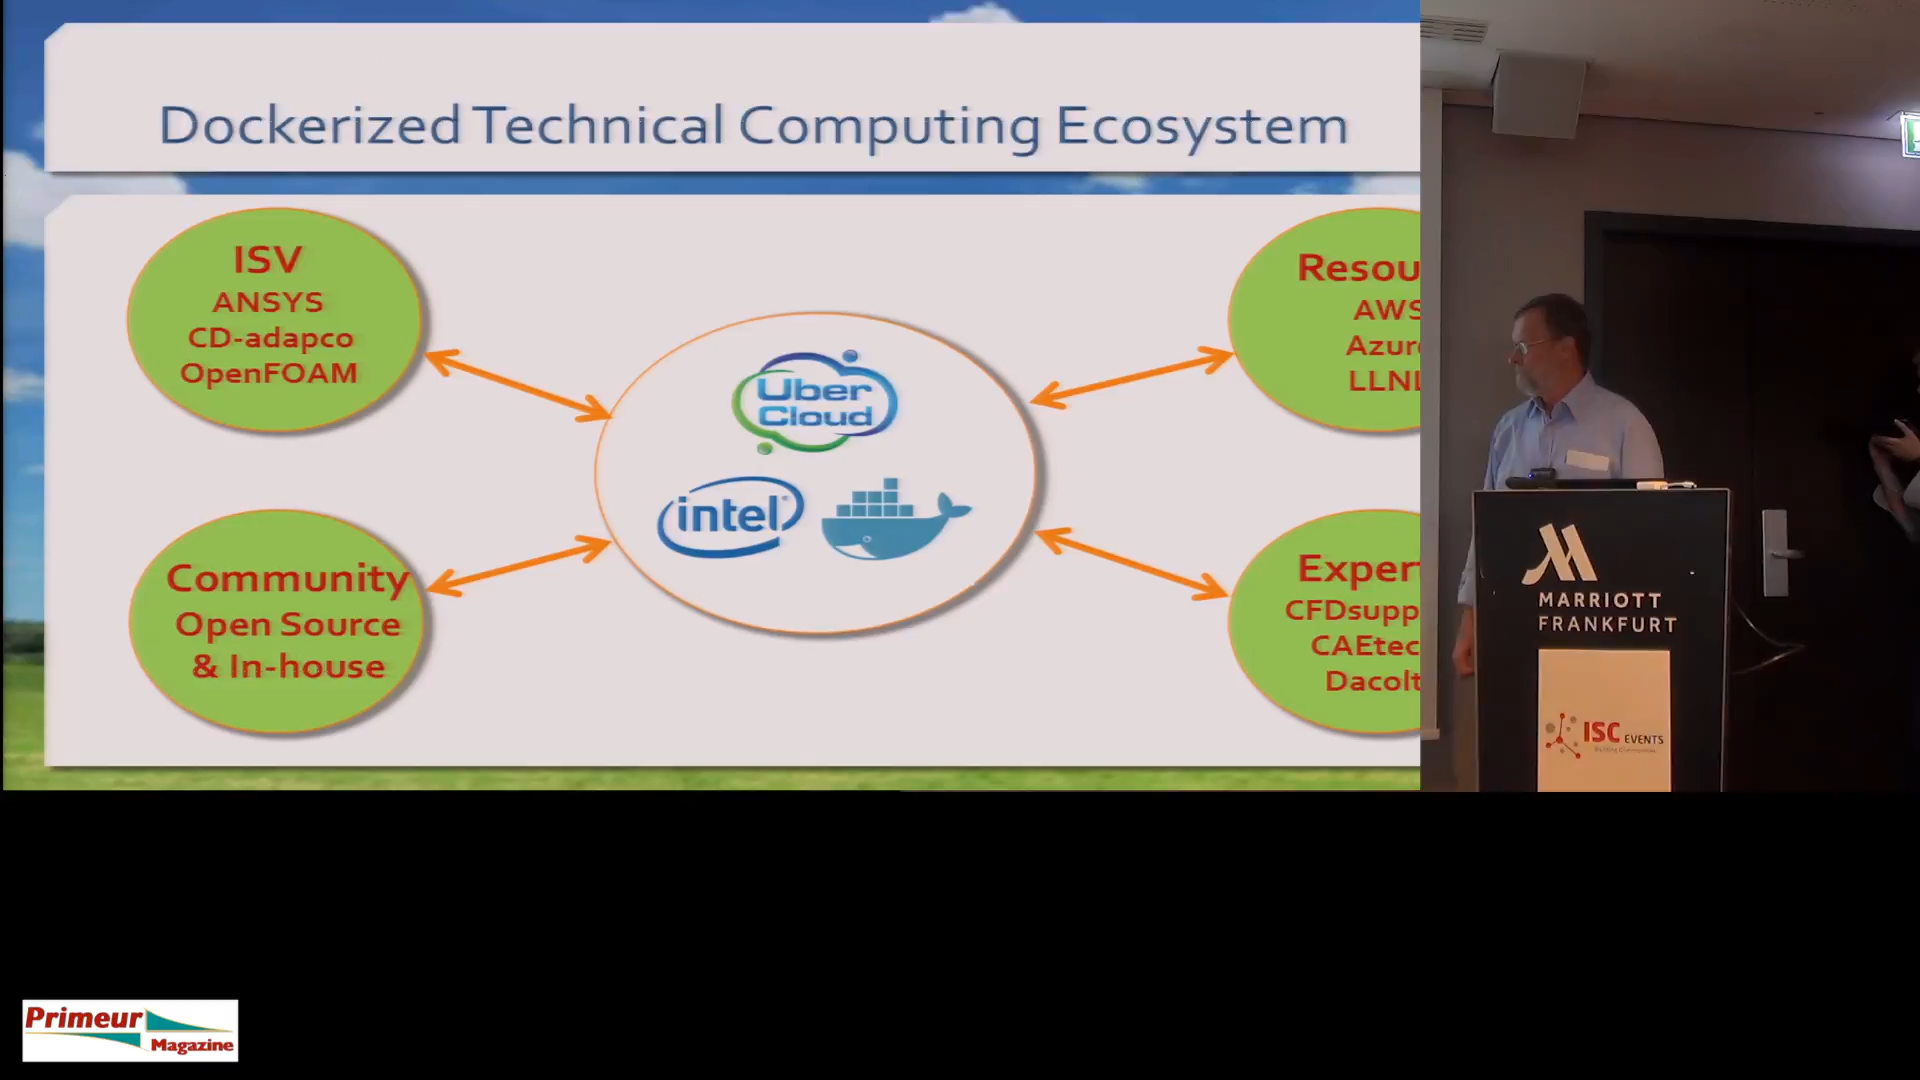 Dockerized Technical Computing Ecosystem
ISV
ANSYS
CD-adapco
OpenFOAM
Resou
AWS
Azure
LLNL
Uber
Cloud
intel
Community
Open Source
& In-house
Exper
CFDsupp
CAEtec
Dacolt
MARRIOTT
FRANKFURT
ISC EVENTS
Primeur
Magazine